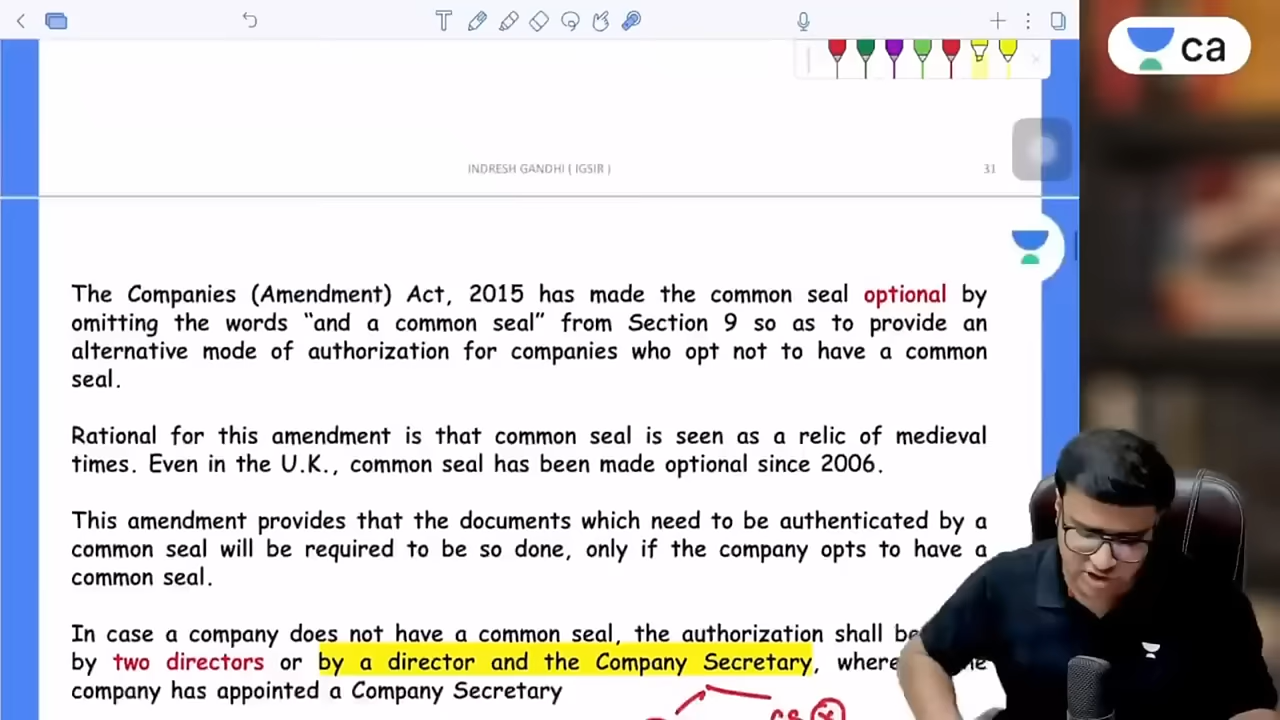 ca
INDRESH GANDHI ( IGSIR )
31
The Companies (Amendment) Act, 2015 has made the common seal optional by
omitting the words “and a common seal” from Section 9 so as to provide an
alternative mode of authorization for companies who opt not to have a common
seal.
Rational for this amendment is that common seal is seen as a relic of medieval
times. Even in the U.K., common seal has been made optional since 2006.
This amendment provides that the documents which need to be authenticated by a
common seal will be required to be so done, only if the company opts to have a
common seal.
In case a company does not have a common seal, the authorization shall be
by two directors or by a director and the Company Secretary,
company has appointed a Company Secretary